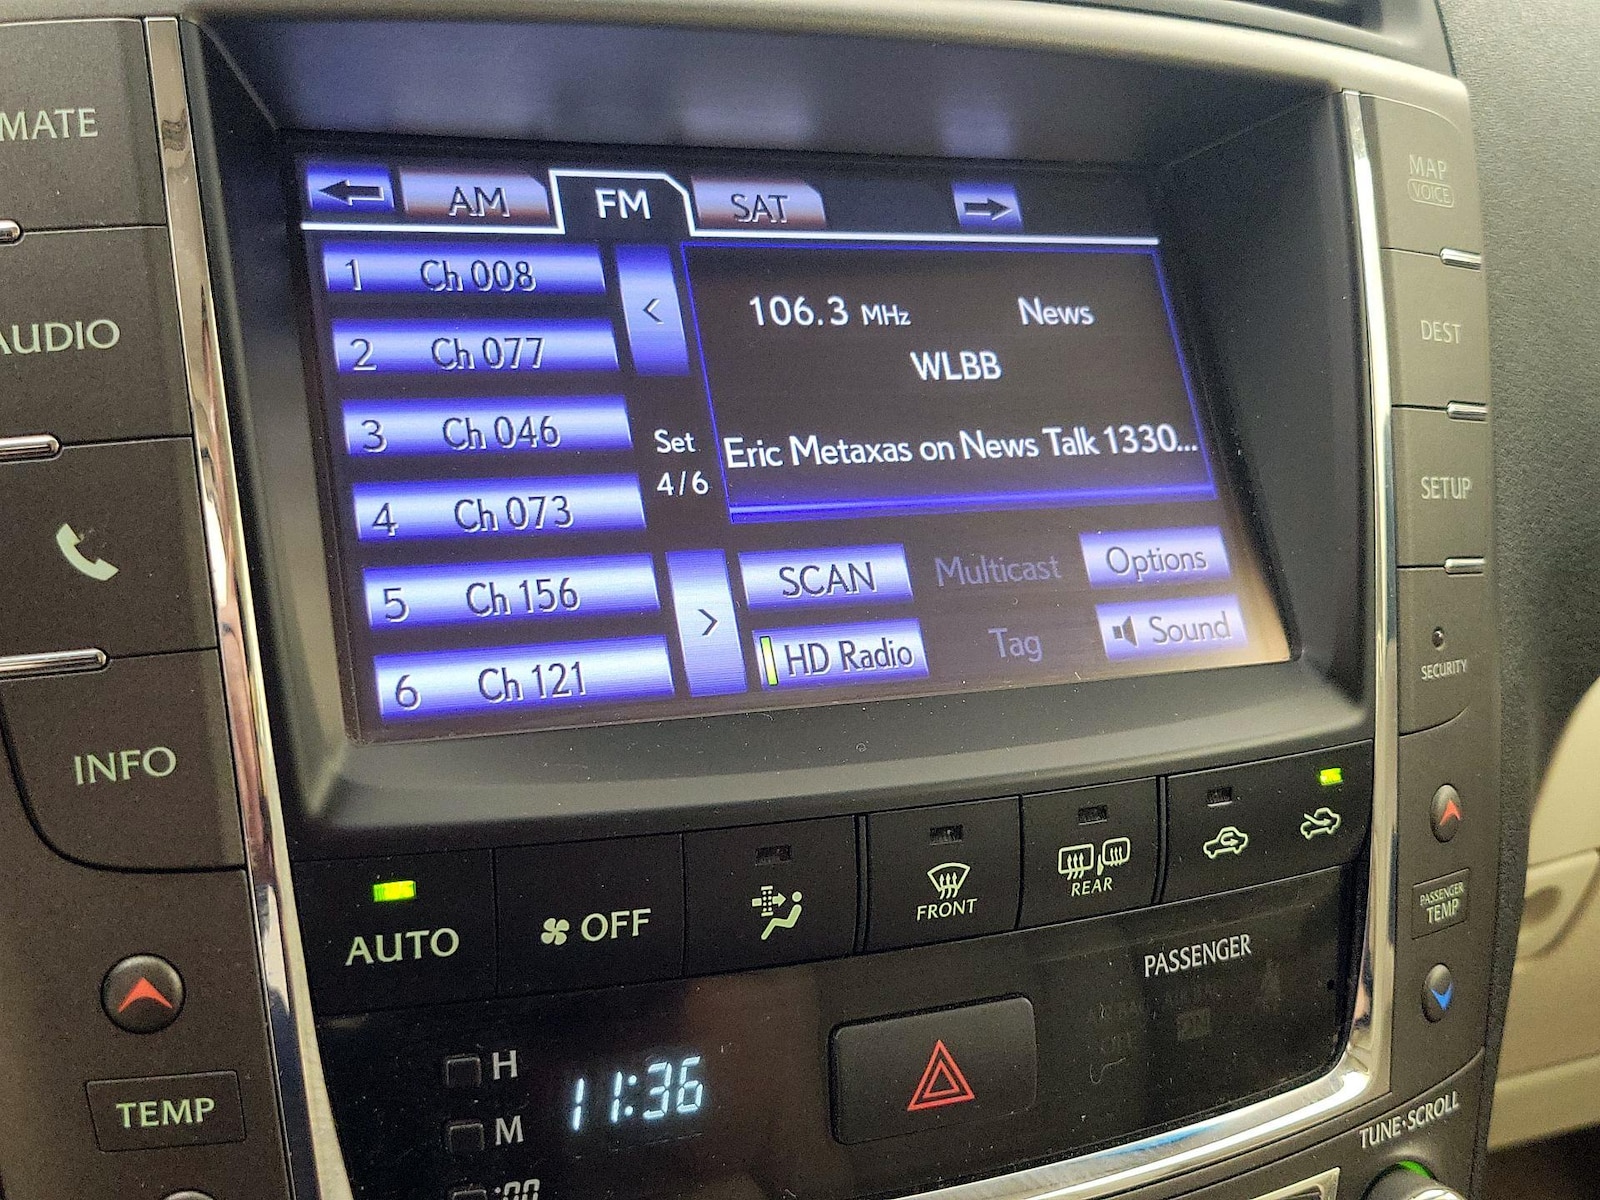 MATE
AUDIO
INFO
TEMP
AM
FM
SAT
1 Ch 008
2 Ch 077
3 Ch 046
4 Ch 073
5 Ch 156
6 Ch 121
<
Set
4/6
>
106.3 MHz News
WLBB
Eric Metaxas on News Talk 1330...
SCAN
Multicast
Options
HD Radio
Tag
Sound
MAP
VOICE
DEST
SETUP
SECURITY
PASSENGER
TEMP
AUTO
OFF
FRONT
REAR
PASSENGER
H
M
:00
11:36
TUNE·SCROLL